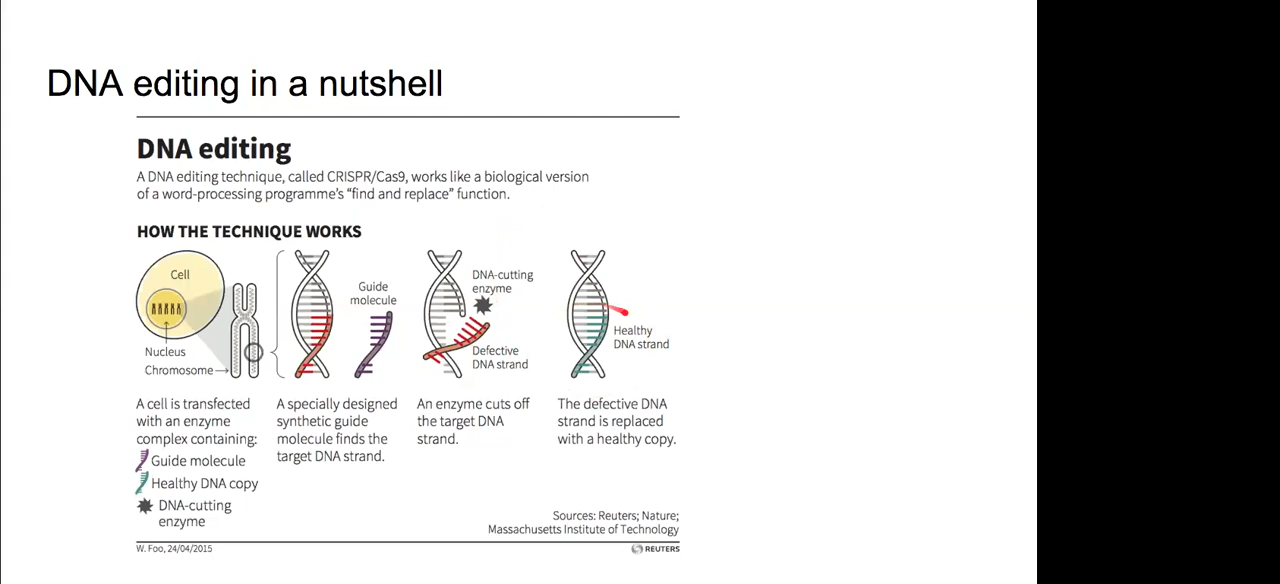 DNA editing in a nutshell
DNA editing
A DNA editing technique, called CRISPR/Cas9, works like a biological version
of a word-processing programme's “find and replace” function.
HOW THE TECHNIQUE WORKS
Cell
Nucleus
Chromosome
Guide
molecule
DNA-cutting
enzyme
Defective
DNA strand
Healthy
DNA strand
A cell is transfected
with an enzyme
complex containing:
Guide molecule
Healthy DNA copy
DNA-cutting
enzyme
A specially designed
synthetic guide
molecule finds the
target DNA strand.
An enzyme cuts off
the target DNA
strand.
The defective DNA
strand is replaced
with a healthy copy.
Sources: Reuters; Nature;
Massachusetts Institute of Technology
W. Foo, 24/04/2015
REUTERS